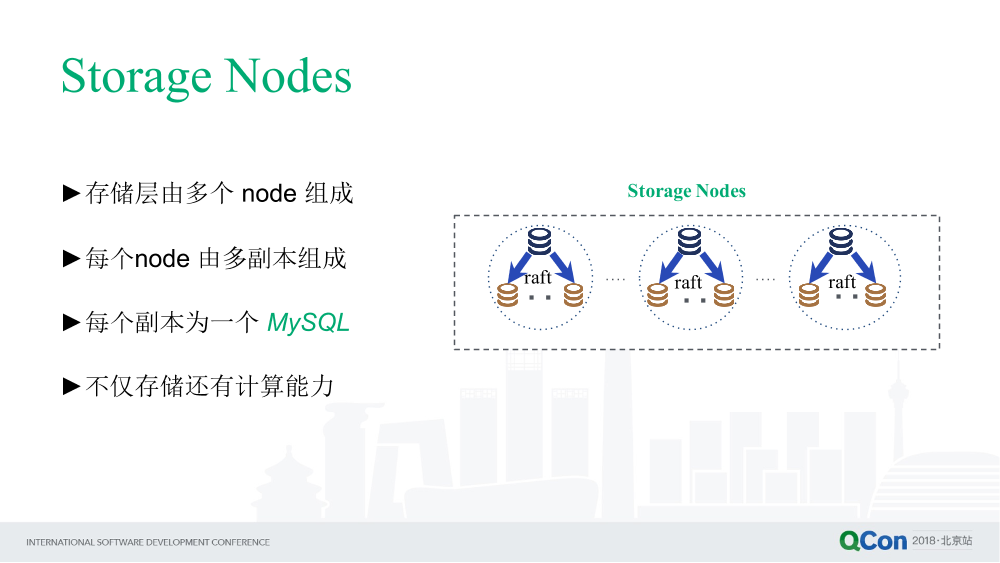 Storage Nodes
►存储层由多个 node 组成
►每个node 由多副本组成
►每个副本为一个 MySQL
►不仅存储还有计算能力
Storage Nodes
raft
raft
raft
INTERNATIONAL SOFTWARE DEVELOPMENT CONFERENCE
QCon 2018·北京站